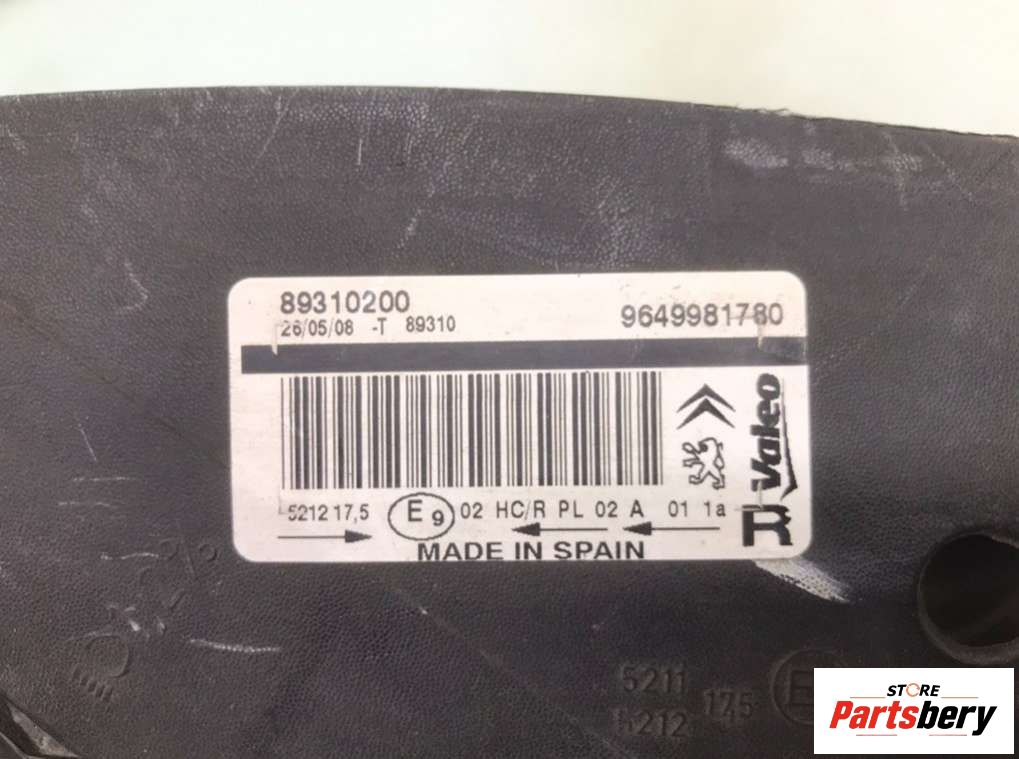 89310200
26/05/08 -T 89310
9649981780
Valeo
5212 17,5 E9 02 HC/R PL 02 A 01 1a
R
MADE IN SPAIN
5211
5212
17.5
E
STORE
Partsbery